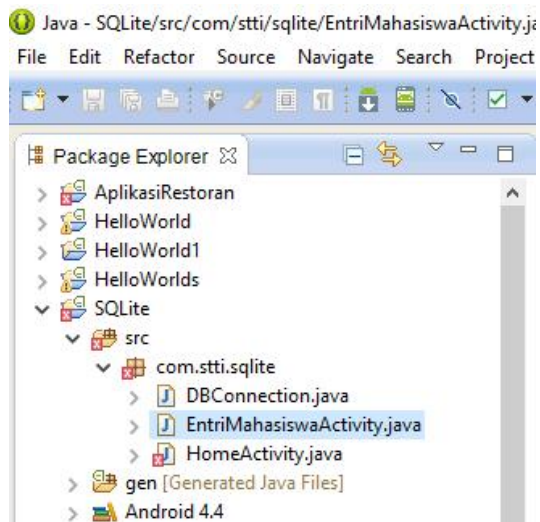 Java - SQLite/src/com/stti/sqlite/EntriMahasiswaActivity.ja
File Edit Refactor Source Navigate Search Project
Package Explorer
AplikasiRestoran
HelloWorld
HelloWorld1
HelloWorlds
SQLite
src
com.stti.sqlite
DBConnection.java
EntriMahasiswaActivity.java
HomeActivity.java
gen [Generated Java Files]
Android 4.4